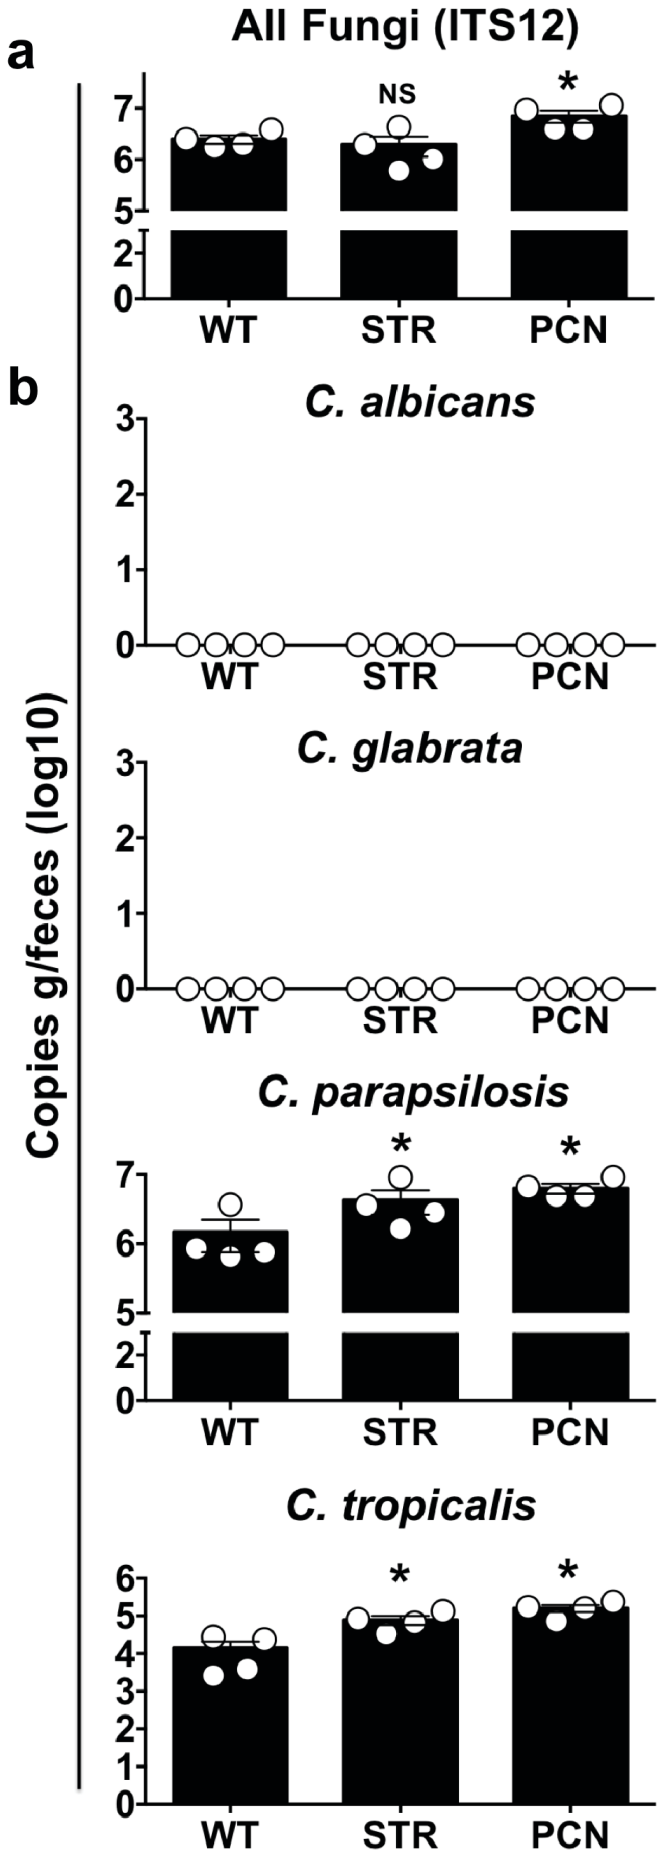 All Fungi (ITS12)
a
NS
*
7
6
5
2
0
WT STR PCN
b
C. albicans
3
2
1
0
WT STR PCN
C. glabrata
3
2
1
0
WT STR PCN
Copies g/feces (log10)
C. parapsilosis
* *
7
6
5
2
0
WT STR PCN
C. tropicalis
* *
6
5
4
3
2
1
0
WT STR PCN